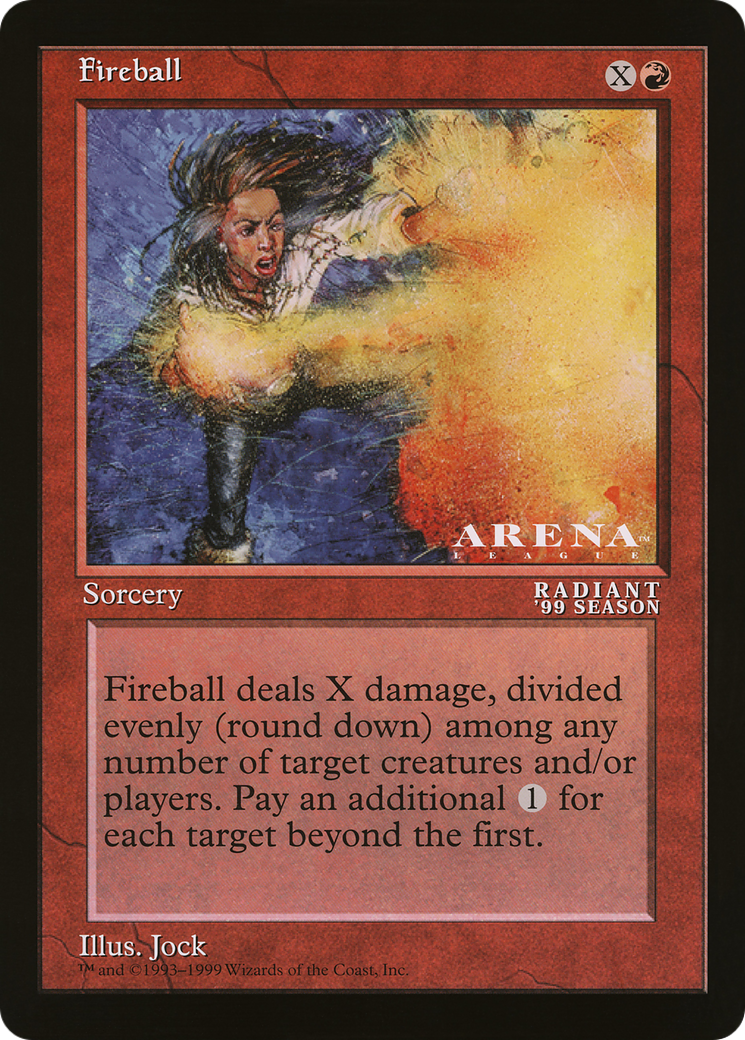 Fireball
X
ARENA™
LEAGUE
Sorcery
RADIANT
'99 SEASON
Fireball deals X damage, divided
evenly (round down) among any
number of target creatures and/or
players. Pay an additional 1 for
each target beyond the first.
Illus. Jock
™ and ©1993–1999 Wizards of the Coast, Inc.